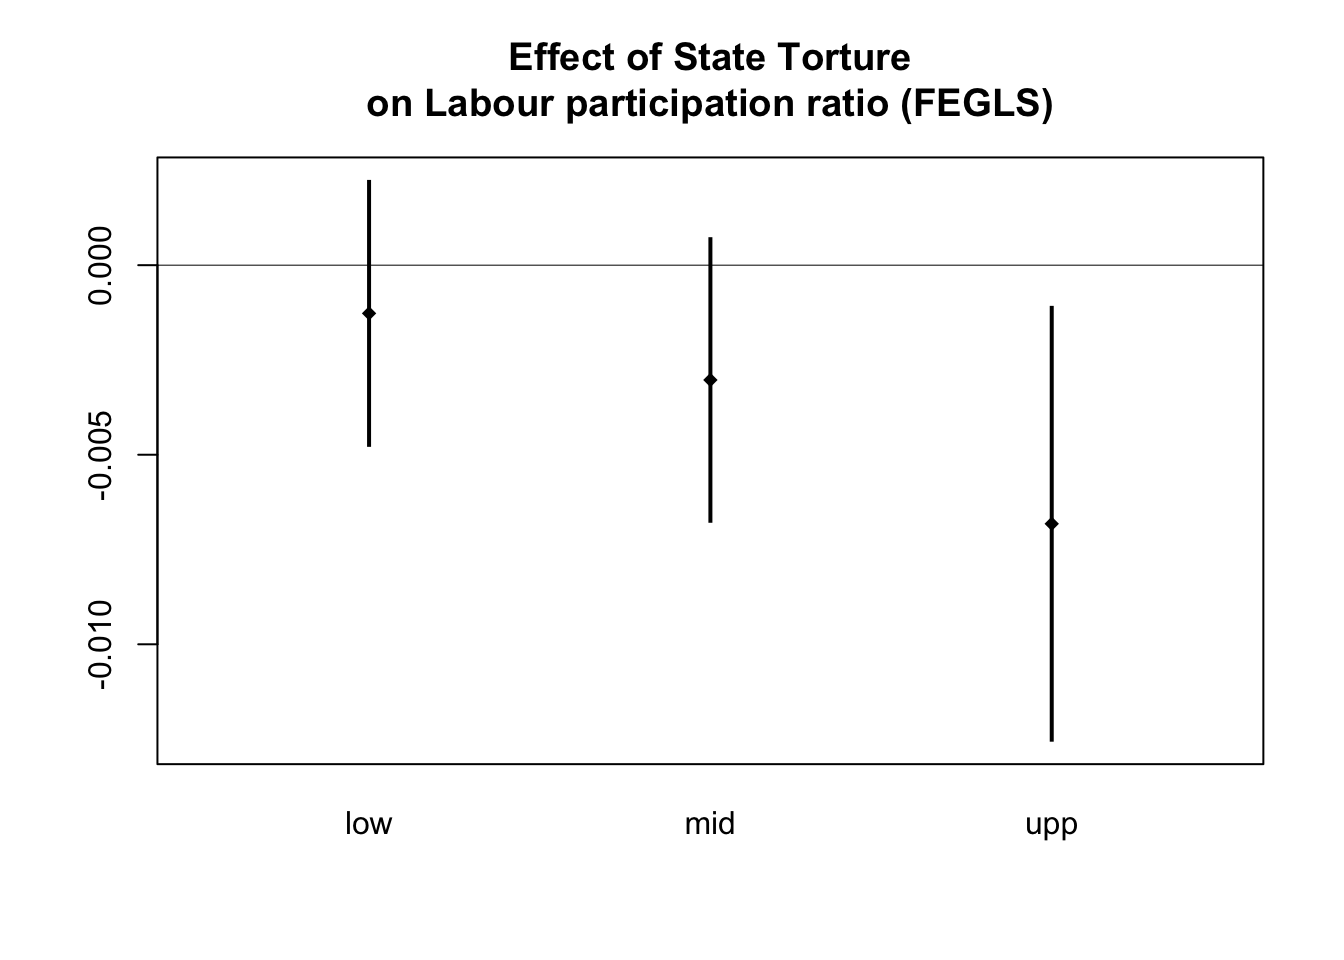 Effect of State Torture
on Labour participation ratio (FEGLS)
0.000
-0.005
-0.010
low mid upp